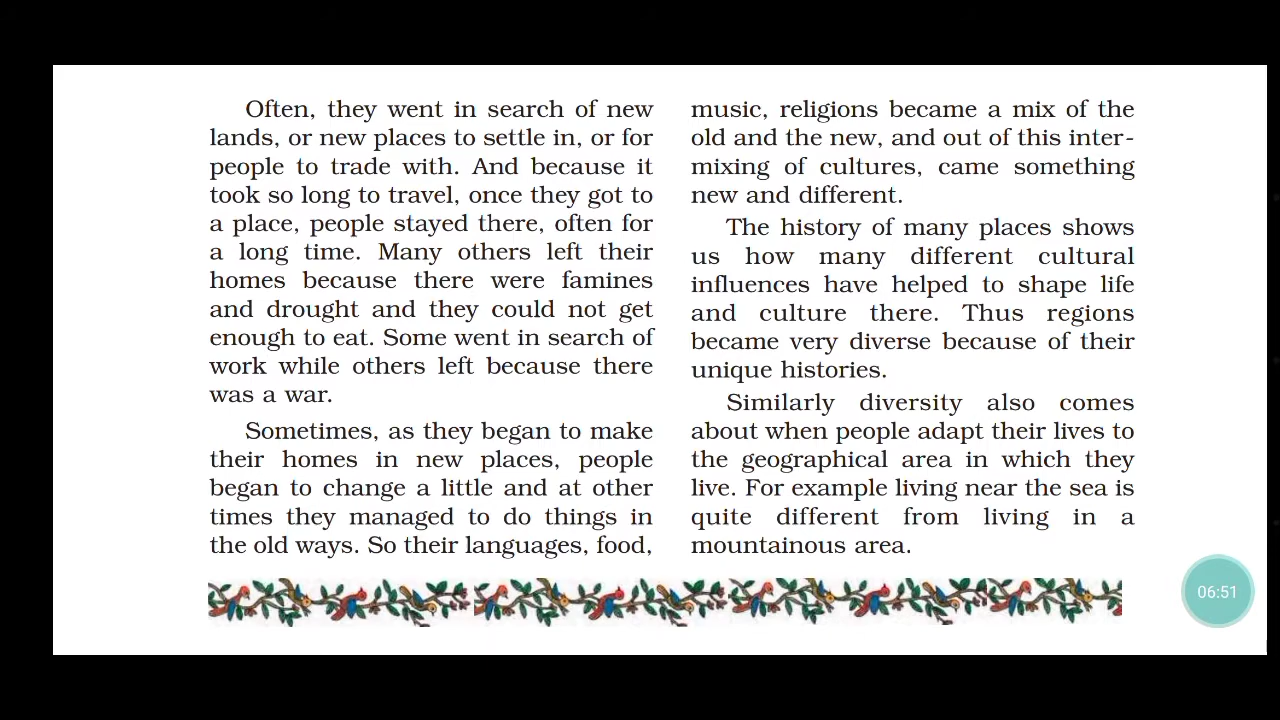 Often, they went in search of new
lands, or new places to settle in, or for
people to trade with. And because it
took so long to travel, once they got to
a place, people stayed there, often for
a long time. Many others left their
homes because there were famines
and drought and they could not get
enough to eat. Some went in search of
work while others left because there
was a war.
Sometimes, as they began to make
their homes in new places, people
began to change a little and at other
times they managed to do things in
the old ways. So their languages, food,
music, religions became a mix of the
old and the new, and out of this inter-
mixing of cultures, came something
new and different.
The history of many places shows
us how many different cultural
influences have helped to shape life
and culture there. Thus regions
became very diverse because of their
unique histories.
Similarly diversity also comes
about when people adapt their lives to
the geographical area in which they
live. For example living near the sea is
quite different from living in a
mountainous area.
06:51